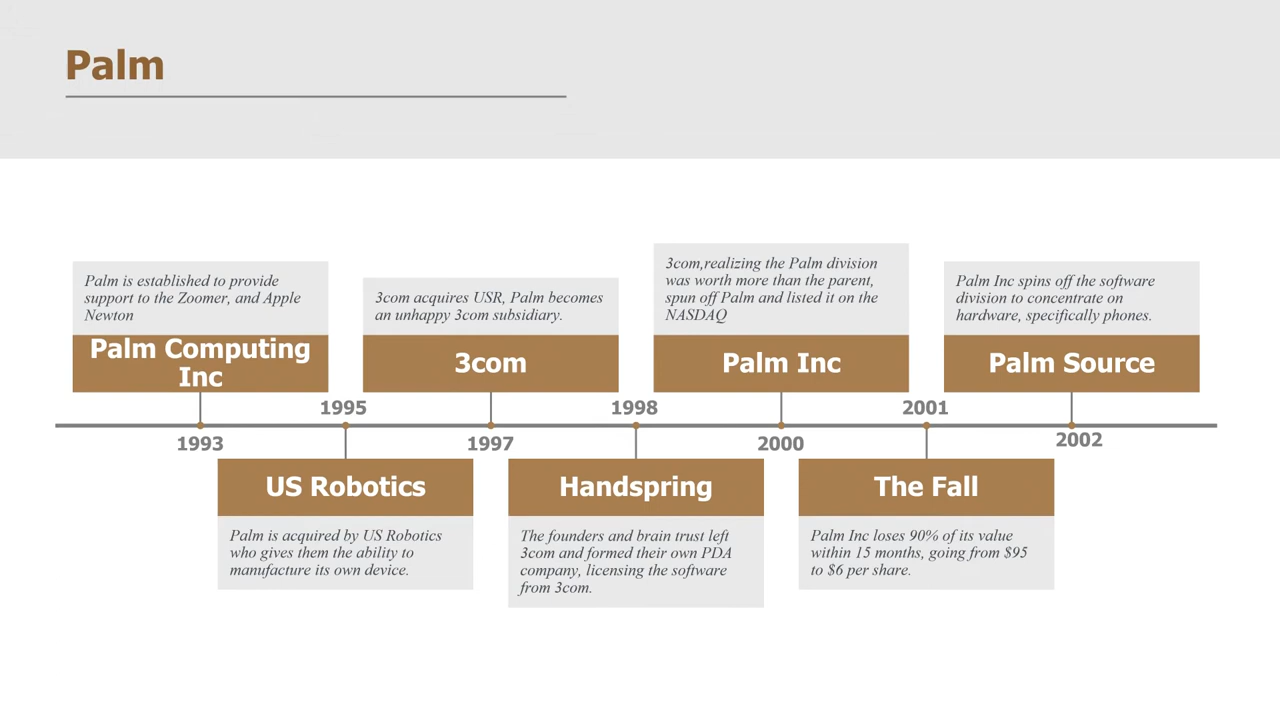 Palm
Palm is established to provide
support to the Zoomer, and Apple
Newton
Palm Computing
Inc
1993
1995
US Robotics
Palm is acquired by US Robotics
who gives them the ability to
manufacture its own device.
3com acquires USR, Palm becomes
an unhappy 3com subsidiary.
3com
1997
1998
Handspring
The founders and brain trust left
3com and formed their own PDA
company, licensing the software
from 3com.
3com,realizing the Palm division
was worth more than the parent,
spun off Palm and listed it on the
NASDAQ
Palm Inc
2000
2001
The Fall
Palm Inc loses 90% of its value
within 15 months, going from $95
to $6 per share.
Palm Inc spins off the software
division to concentrate on
hardware, specifically phones.
Palm Source
2002